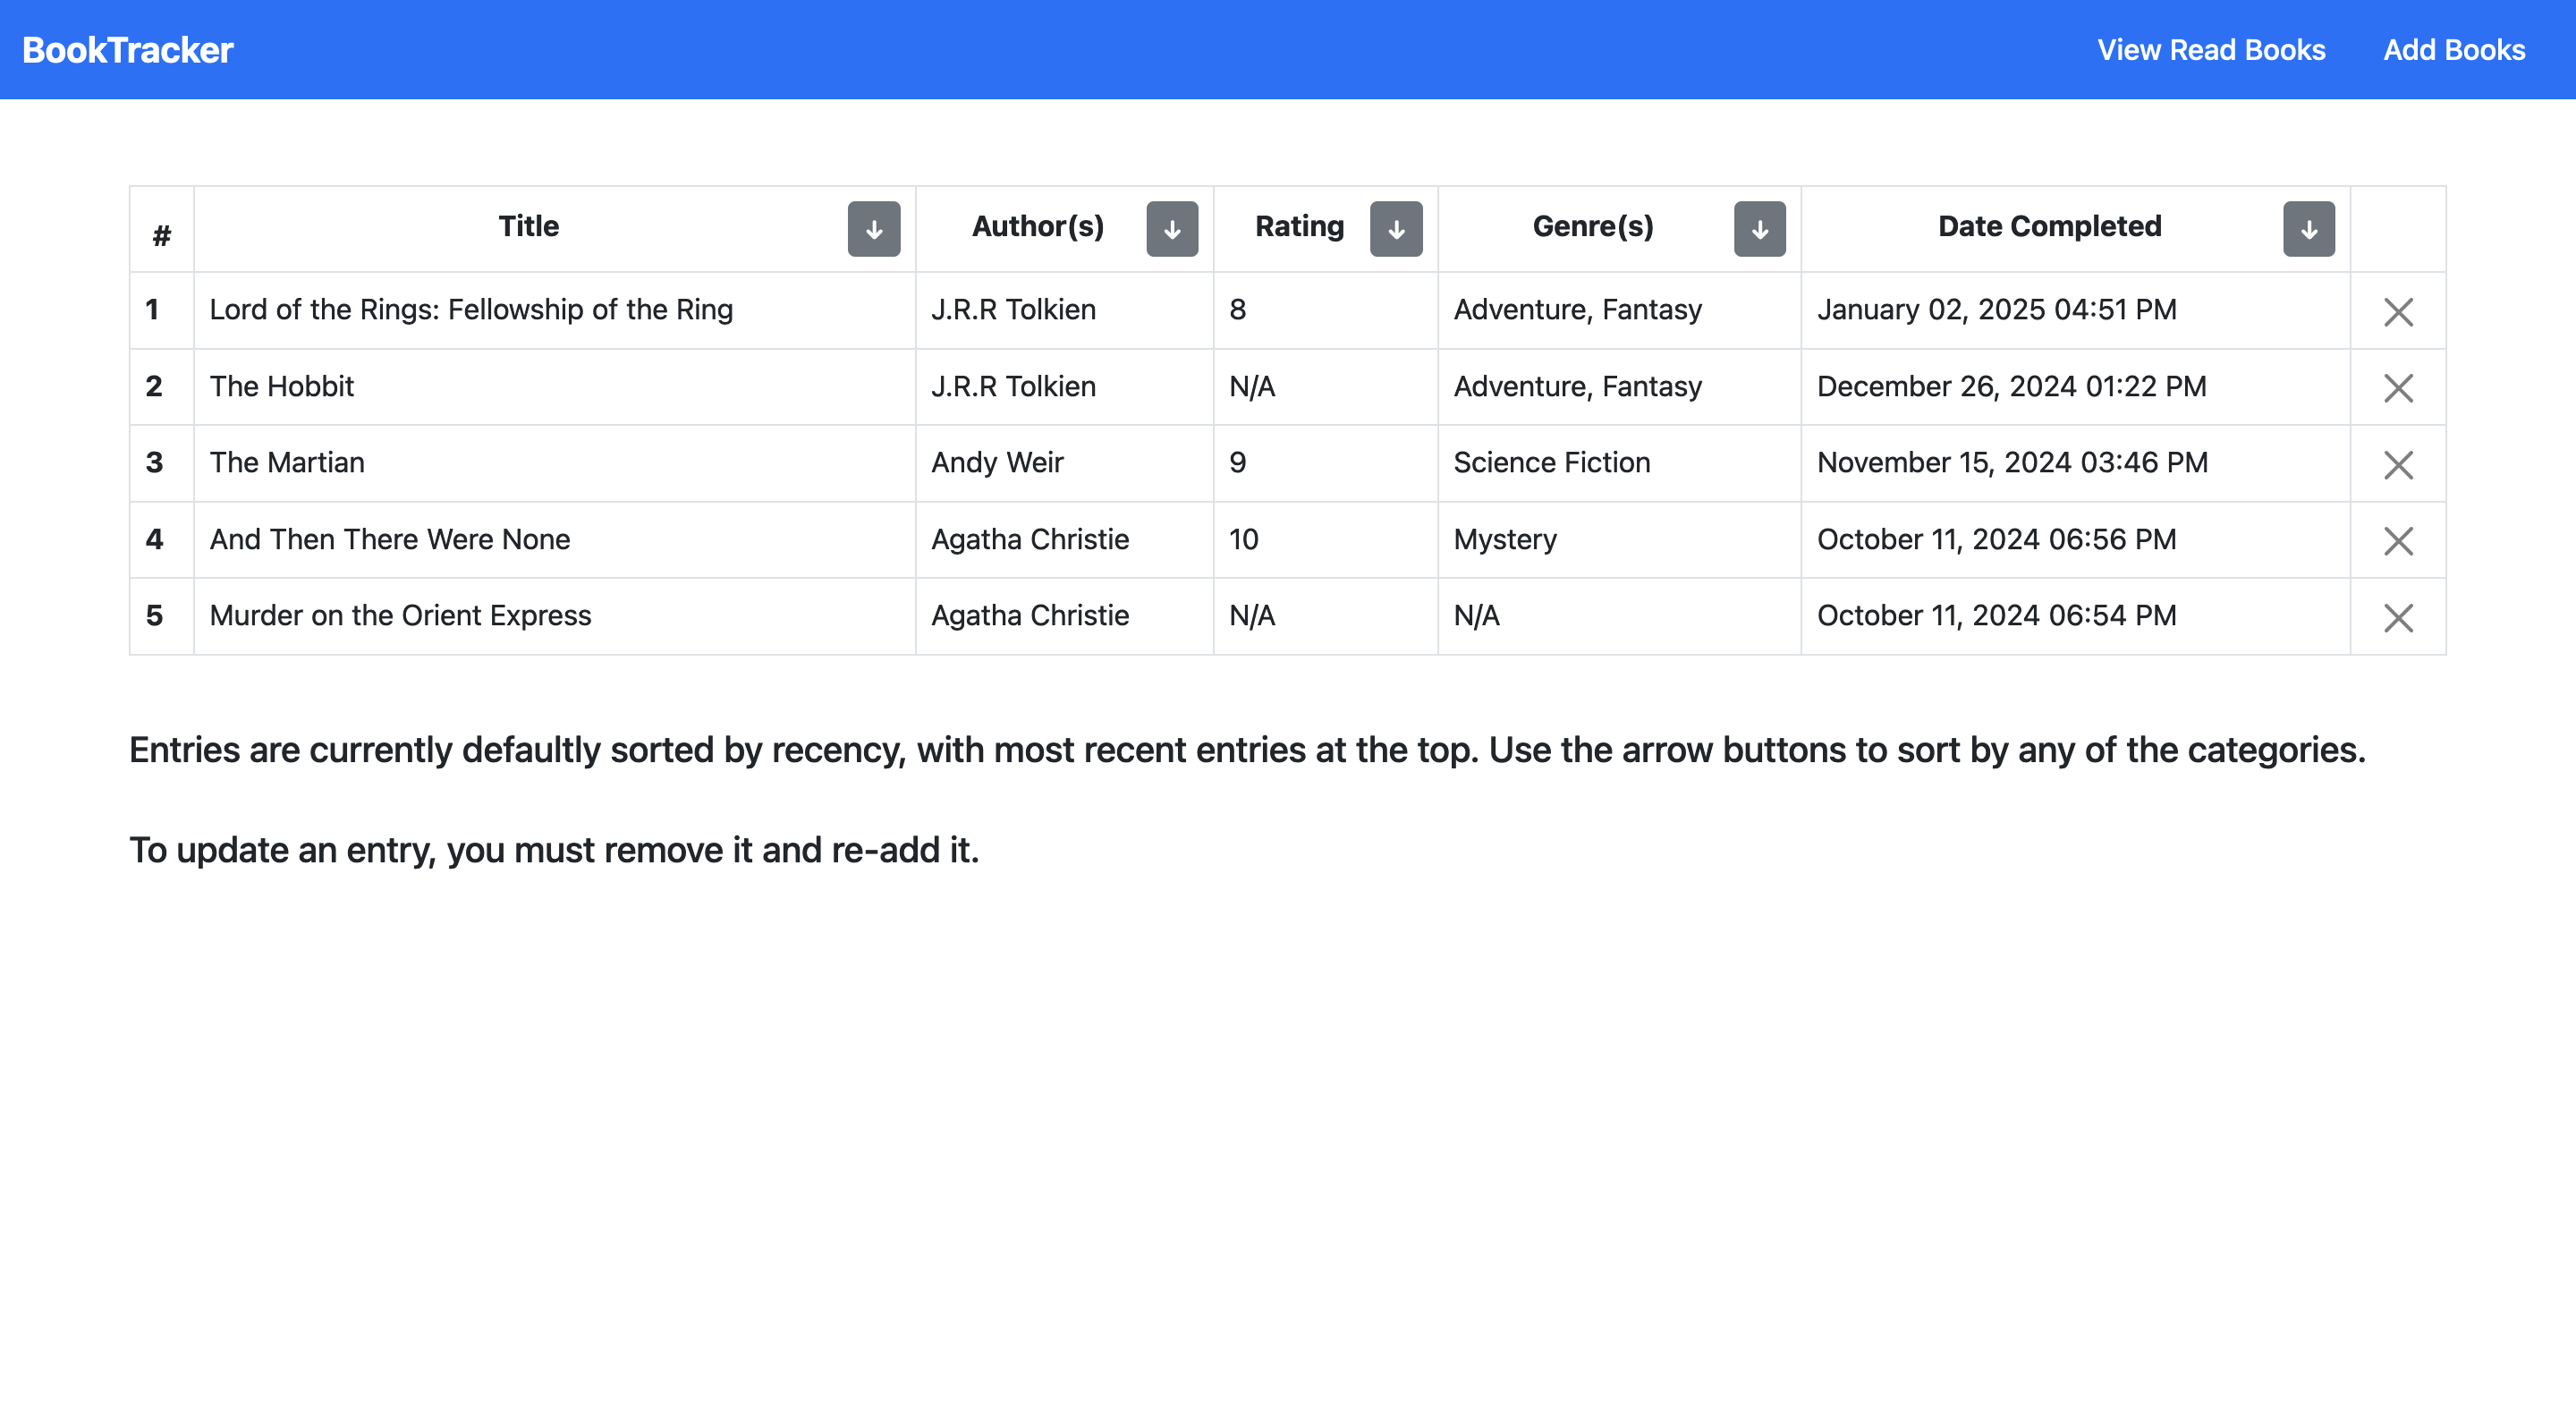 BookTracker View Read Books Add Books
# Title Author(s) Rating Genre(s) Date Completed
1 Lord of the Rings: Fellowship of the Ring J.R.R Tolkien 8 Adventure, Fantasy January 02, 2025 04:51 PM
2 The Hobbit J.R.R Tolkien N/A Adventure, Fantasy December 26, 2024 01:22 PM
3 The Martian Andy Weir 9 Science Fiction November 15, 2024 03:46 PM
4 And Then There Were None Agatha Christie 10 Mystery October 11, 2024 06:56 PM
5 Murder on the Orient Express Agatha Christie N/A N/A October 11, 2024 06:54 PM
Entries are currently defaultly sorted by recency, with most recent entries at the top. Use the arrow buttons to sort by any of the categories.
To update an entry, you must remove it and re-add it.